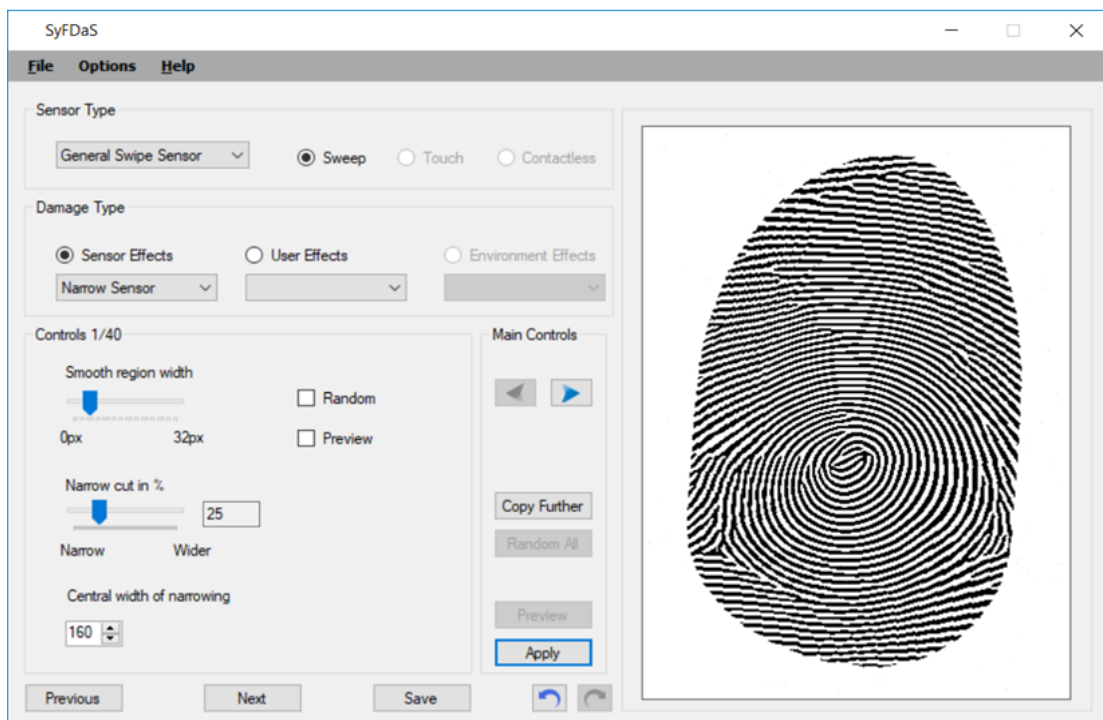 SyFDaS
File Options Help
Sensor Type
General Swipe Sensor Sweep Touch Contactless
Damage Type
Sensor Effects User Effects Environment Effects
Narrow Sensor
Controls 1/40
Smooth region width
Random
0px 32px
Preview
Narrow cut in %
25
Narrow Wider
Central width of narrowing
160
Main Controls
Copy Further
Random All
Preview
Apply
Previous Next Save